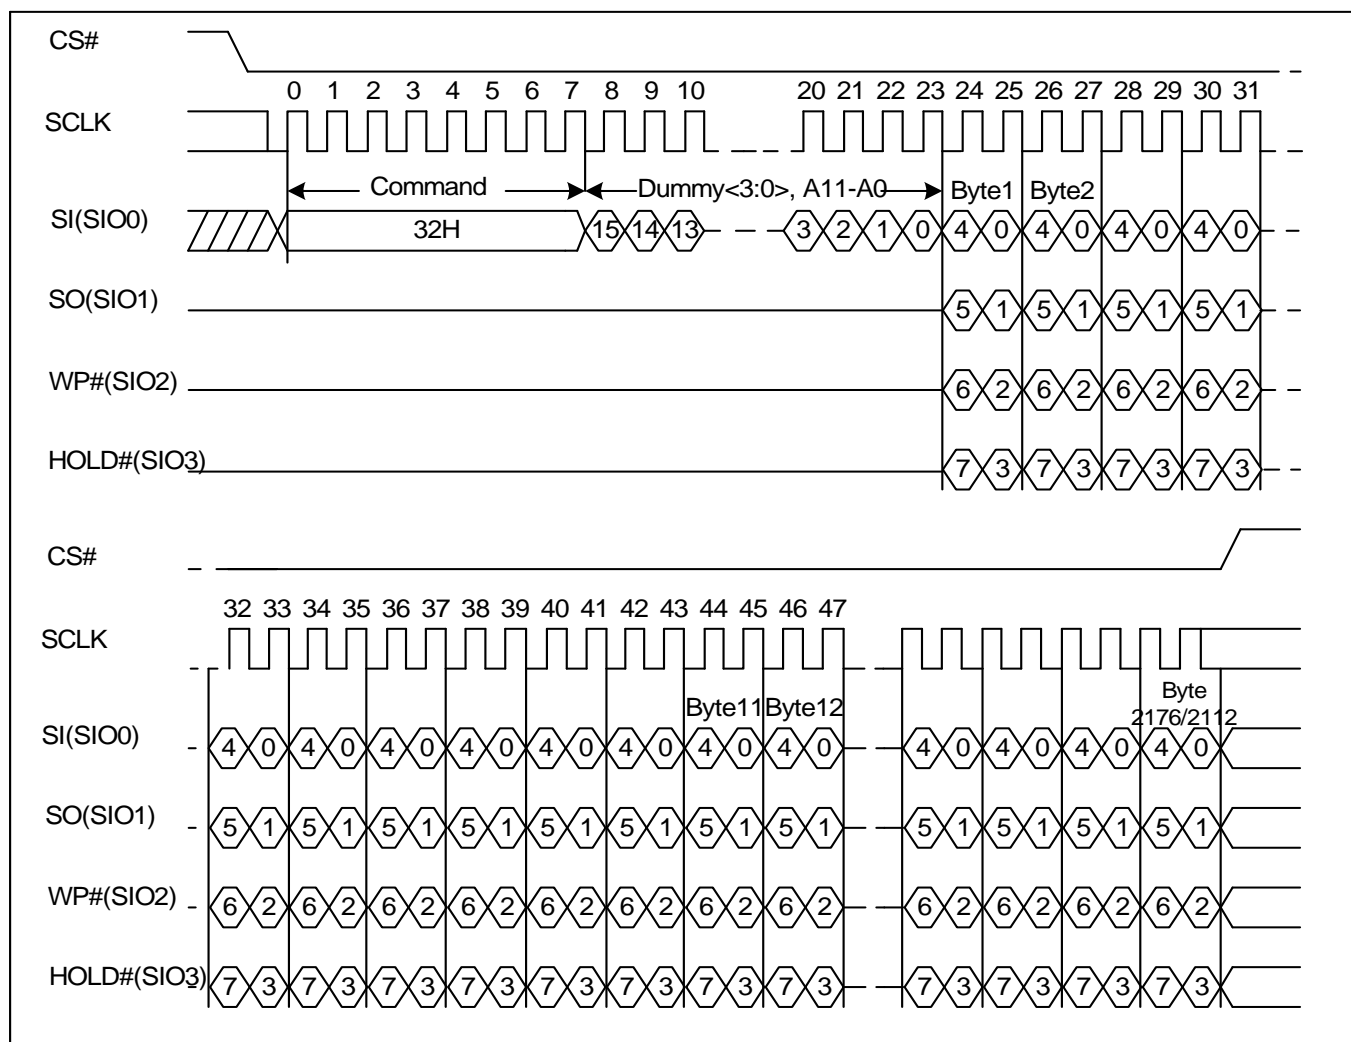 CS#
0 1 2 3 4 5 6 7 8 9 10 20 21 22 23 24 25 26 27 28 29 30 31
SCLK
Command Dummy<3:0>, A11-A0 Byte1 Byte2
SI(SIO0) 32H 15 14 13 3 2 1 0 4 0 4 0 4 0 4 0
SO(SIO1) 5 1 5 1 5 1 5 1
WP#(SIO2) 6 2 6 2 6 2 6 2
HOLD#(SIO3) 7 3 7 3 7 3 7 3
CS#
32 33 34 35 36 37 38 39 40 41 42 43 44 45 46 47
SCLK
Byte11 Byte12 Byte
2176/2112
SI(SIO0) 4 0 4 0 4 0 4 0 4 0 4 0 4 0 4 0 4 0 4 0 4 0 4 0
SO(SIO1) 5 1 5 1 5 1 5 1 5 1 5 1 5 1 5 1 5 1 5 1 5 1 5 1
WP#(SIO2) 6 2 6 2 6 2 6 2 6 2 6 2 6 2 6 2 6 2 6 2 6 2 6 2
HOLD#(SIO3) 7 3 7 3 7 3 7 3 7 3 7 3 7 3 7 3 7 3 7 3 7 3 7 3